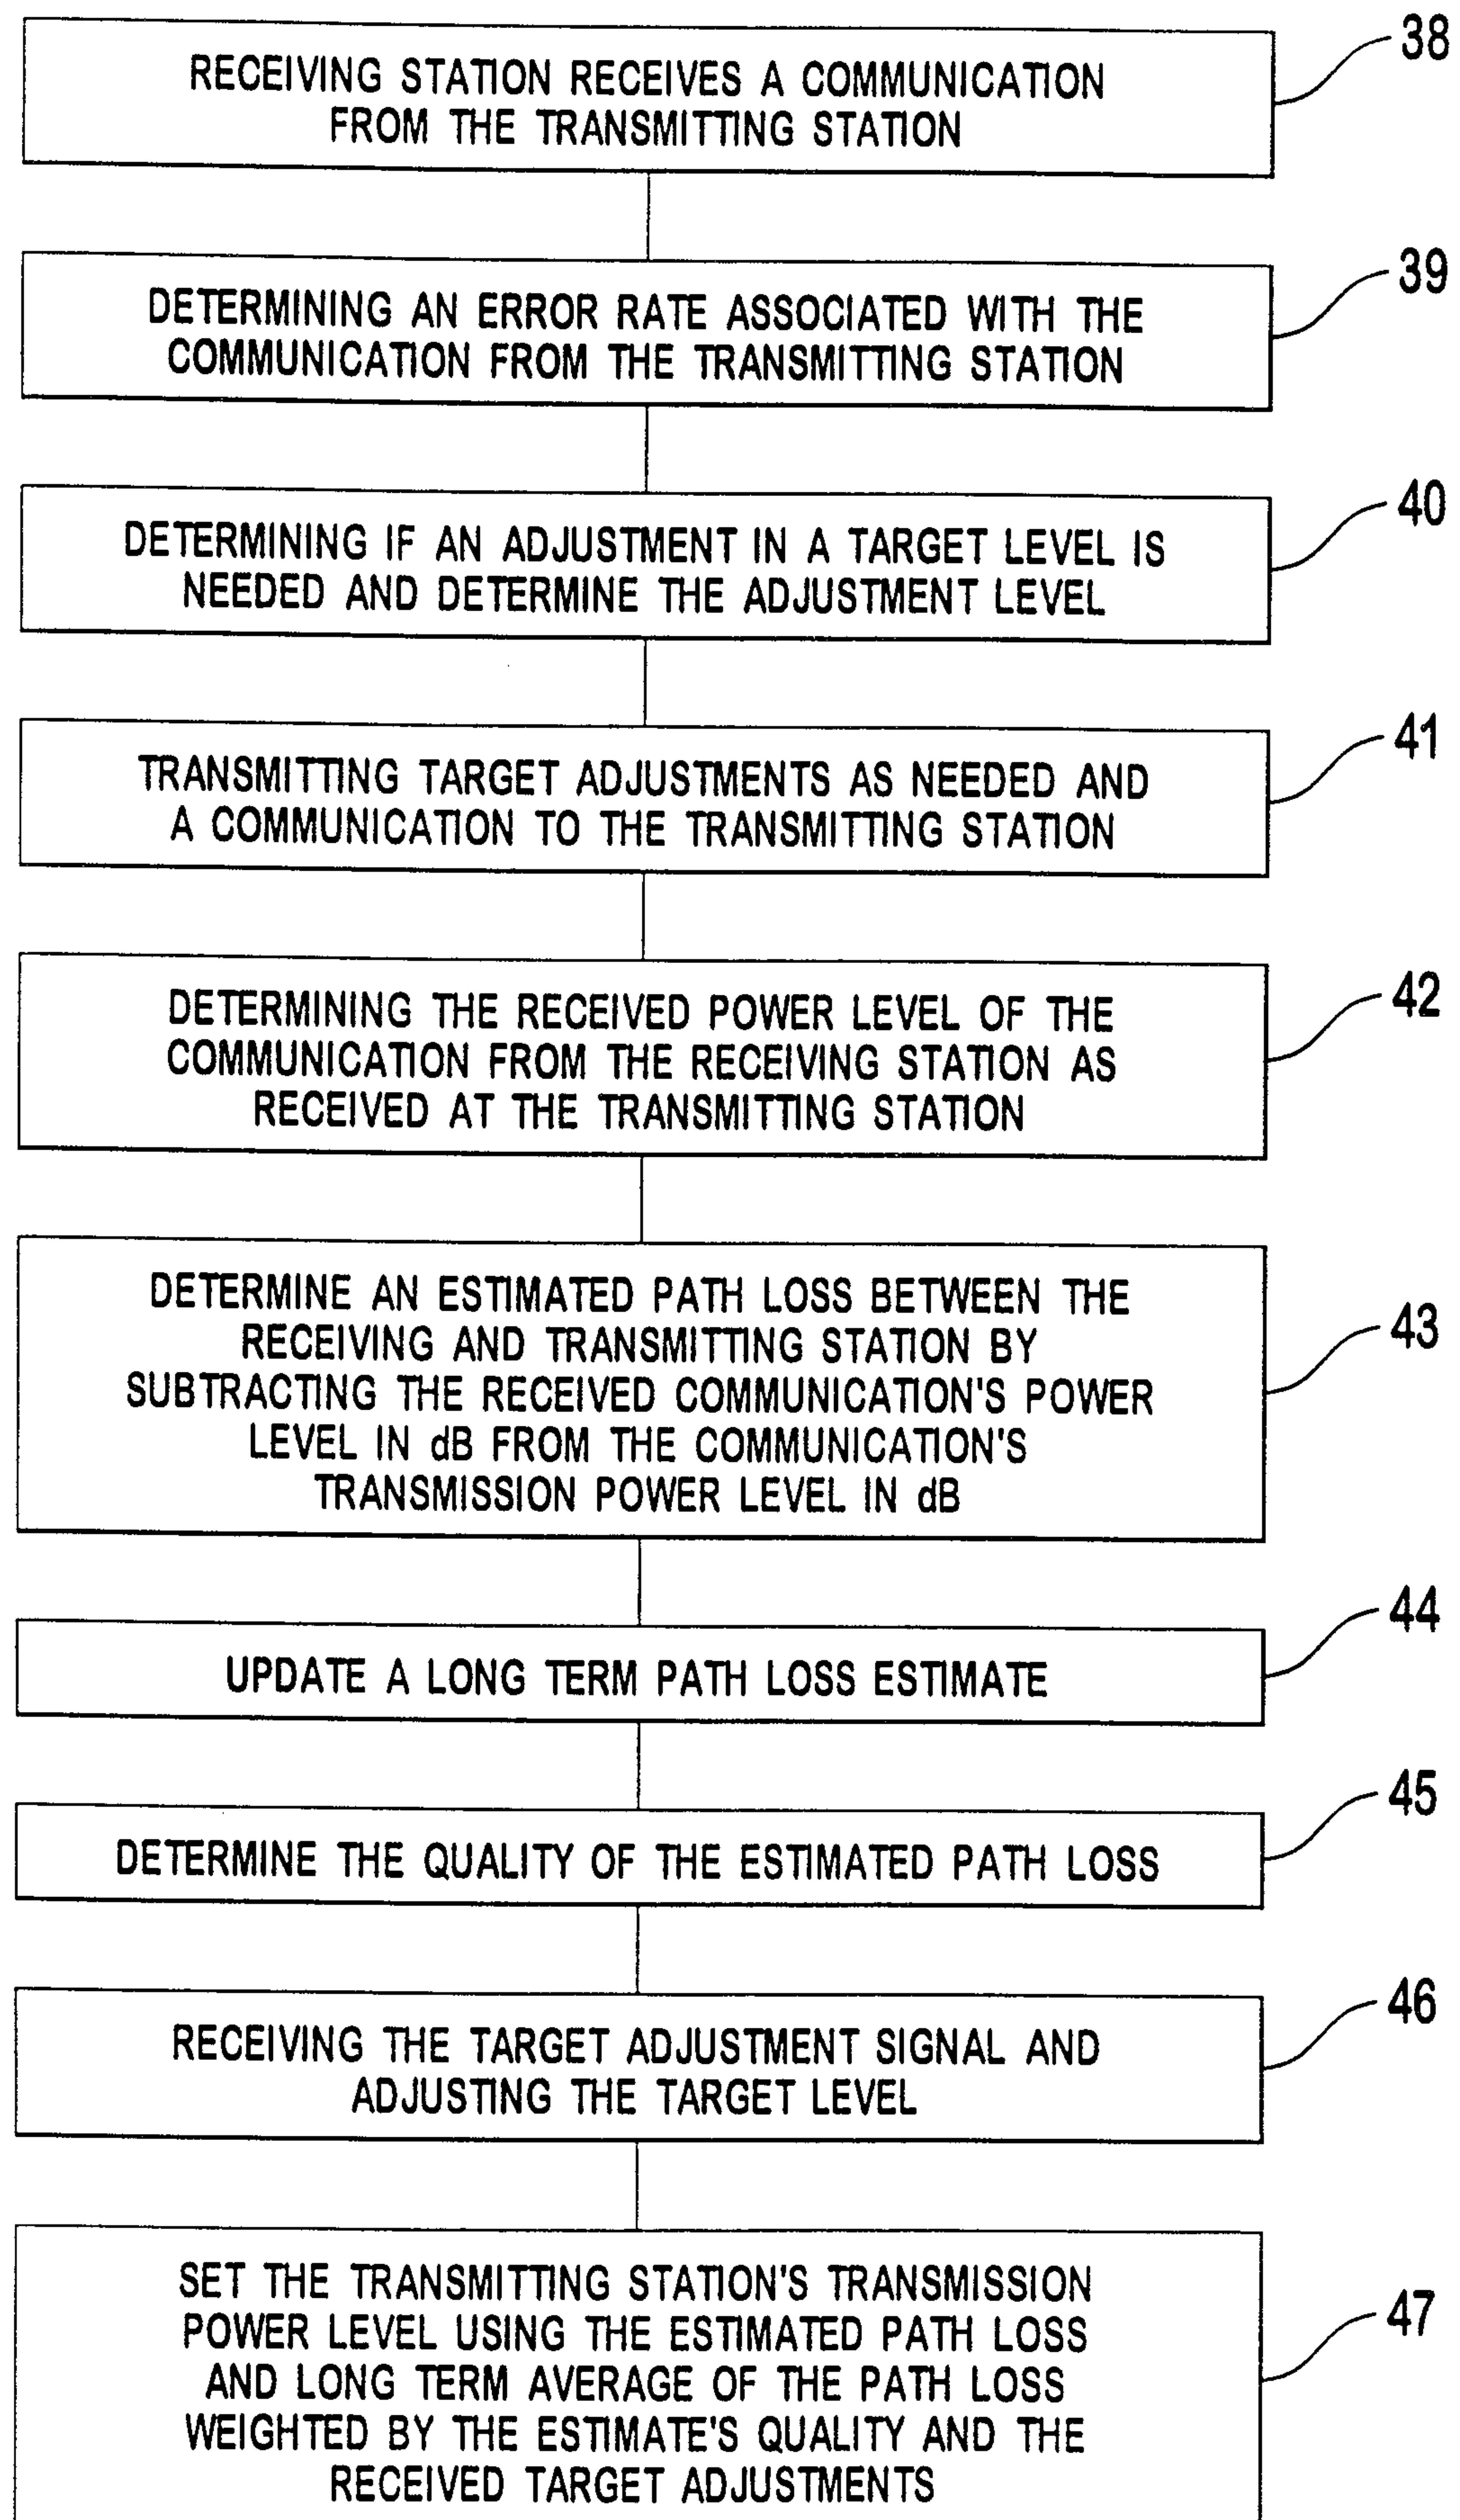 38
RECEIVING STATION RECEIVES A COMMUNICATION
FROM THE TRANSMITTING STATION
39
DETERMINING AN ERROR RATE ASSOCIATED WITH THE
COMMUNICATION FROM THE TRANSMITTING STATION
40
DETERMINING IF AN ADJUSTMENT IN A TARGET LEVEL IS
NEEDED AND DETERMINE THE ADJUSTMENT LEVEL
41
TRANSMITTING TARGET ADJUSTMENTS AS NEEDED AND
A COMMUNICATION TO THE TRANSMITTING STATION
42
DETERMINING THE RECEIVED POWER LEVEL OF THE
COMMUNICATION FROM THE RECEIVING STATION AS
RECEIVED AT THE TRANSMITTING STATION
43
DETERMINE AN ESTIMATED PATH LOSS BETWEEN THE
RECEIVING AND TRANSMITTING STATION BY
SUBTRACTING THE RECEIVED COMMUNICATION'S POWER
LEVEL IN dB FROM THE COMMUNICATION'S
TRANSMISSION POWER LEVEL IN dB
44
UPDATE A LONG TERM PATH LOSS ESTIMATE
45
DETERMINE THE QUALITY OF THE ESTIMATED PATH LOSS
46
RECEIVING THE TARGET ADJUSTMENT SIGNAL AND
ADJUSTING THE TARGET LEVEL
47
SET THE TRANSMITTING STATION'S TRANSMISSION
POWER LEVEL USING THE ESTIMATED PATH LOSS
AND LONG TERM AVERAGE OF THE PATH LOSS
WEIGHTED BY THE ESTIMATE'S QUALITY AND THE
RECEIVED TARGET ADJUSTMENTS